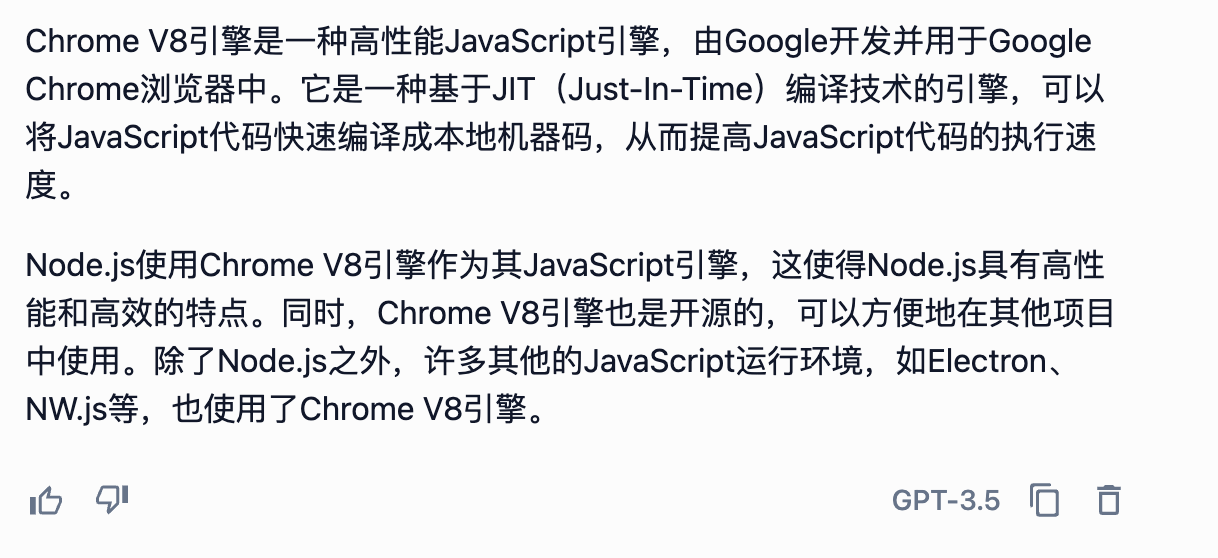 Chrome V8引擎是一种高性能JavaScript引擎，由Google开发并用于Google
Chrome浏览器中。它是一种基于JIT（Just-In-Time）编译技术的引擎，可以
将JavaScript代码快速编译成本地机器码，从而提高JavaScript代码的执行速
度。
Node.js使用Chrome V8引擎作为其JavaScript引擎，这使得Node.js具有高性
能和高效的特点。同时，Chrome V8引擎也是开源的，可以方便地在其他项目
中使用。除了Node.js之外，许多其他的JavaScript运行环境，如Electron、
NW.js等，也使用了Chrome V8引擎。
GPT-3.5